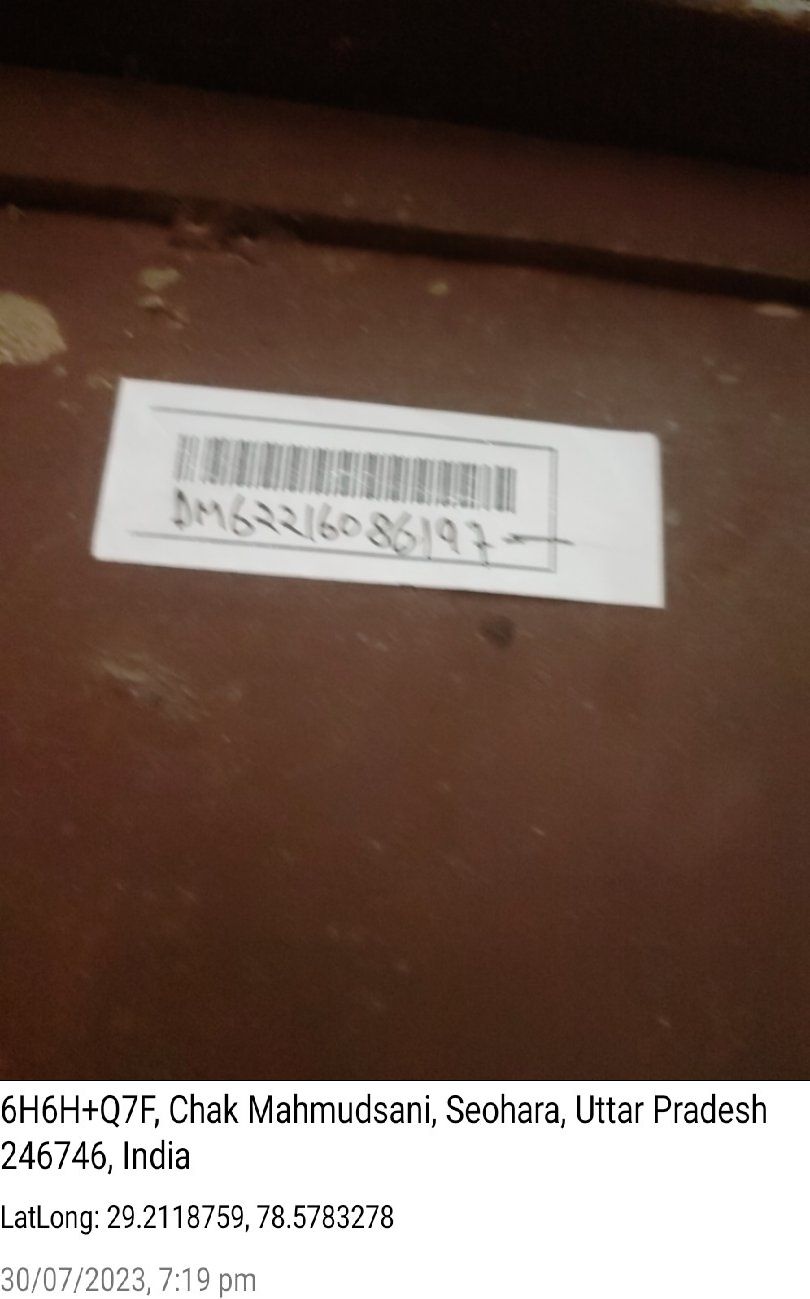 DM62216086197
6H6H+Q7F, Chak Mahmudsani, Seohara, Uttar Pradesh
246746, India
LatLong: 29.2118759, 78.5783278
30/07/2023, 7:19 pm